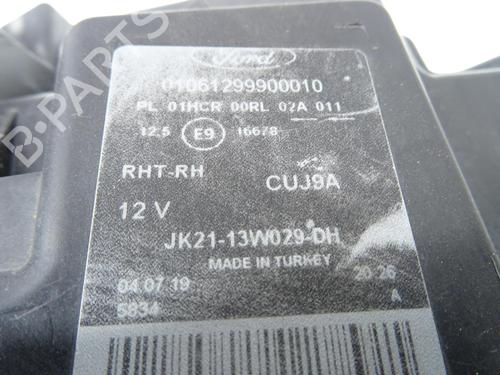 Ford
01061299900010
PL 01HCR 00RL 02A 011
12,5 E9 16678
RHT-RH CUJ9A
12 V
JK21-13W029-DH
MADE IN TURKEY
04.07.19 20:26
5834 A
B-PARTS